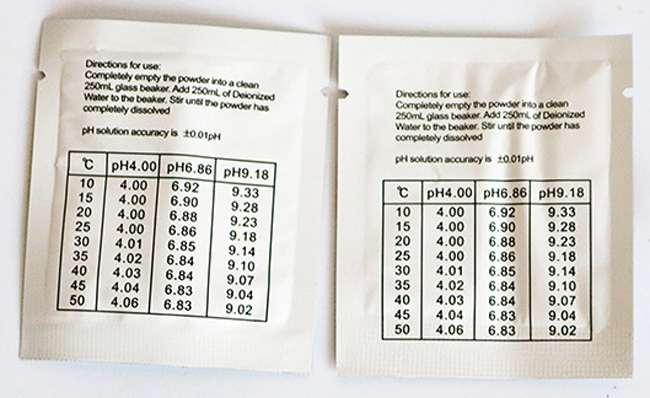 Directions for use:
Completely empty the powder into a clean
250mL glass beaker. Add 250mL of Deionized
Water to the beaker. Stir until the powder has
completely dissolved
pH solution accuracy is ±0.01pH
℃ pH4.00 pH6.86 pH9.18
10 4.00 6.92 9.33
15 4.00 6.90 9.28
20 4.00 6.88 9.23
25 4.00 6.86 9.18
30 4.01 6.85 9.14
35 4.02 6.84 9.10
40 4.03 6.84 9.07
45 4.04 6.83 9.04
50 4.06 6.83 9.02
Directions for use:
Completely empty the powder into a clean
250mL glass beaker. Add 250mL of Deionized
Water to the beaker. Stir until the powder has
completely dissolved
pH solution accuracy is ±0.01pH
℃ pH4.00 pH6.86 pH9.18
10 4.00 6.92 9.33
15 4.00 6.90 9.28
20 4.00 6.88 9.23
25 4.00 6.86 9.18
30 4.01 6.85 9.14
35 4.02 6.84 9.10
40 4.03 6.84 9.07
45 4.04 6.83 9.04
50 4.06 6.83 9.02